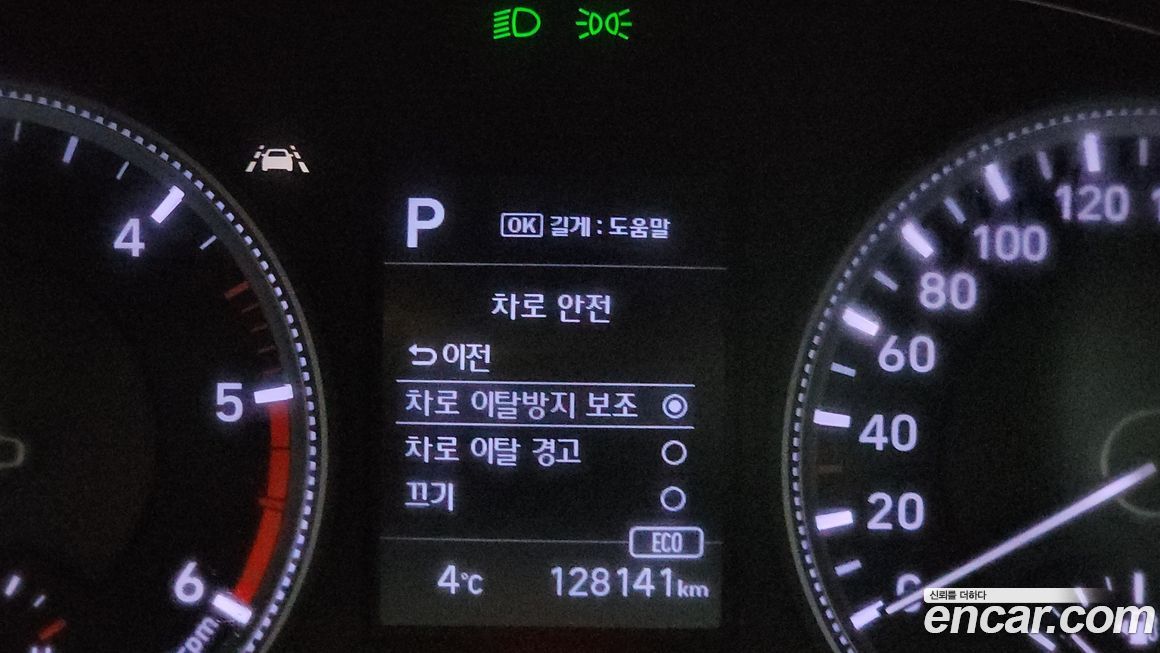 P
OK 길게 : 도움말
차로 안전
이전
차로 이탈방지 보조
차로 이탈 경고
끄기
ECO
4℃ 128141km
4
5
6
rpm
120
100
80
60
40
20
0
신뢰를 더하다
encar.com